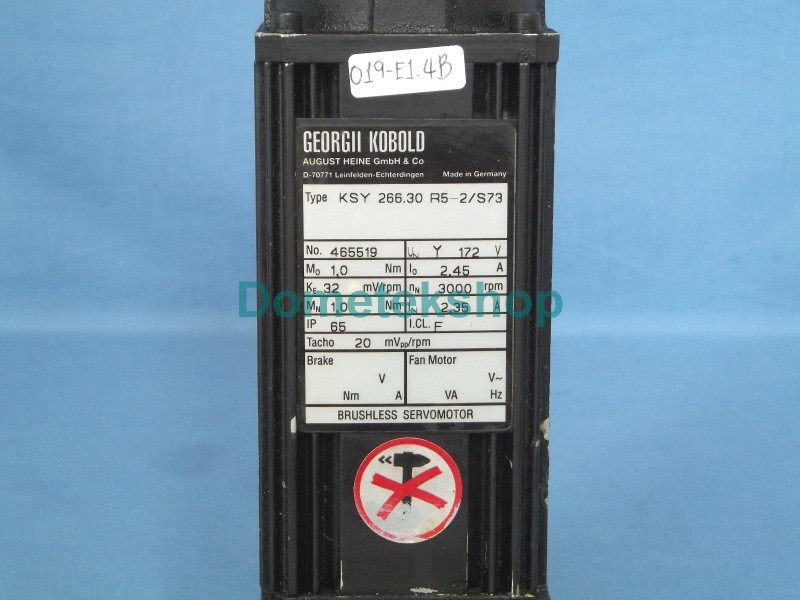 019-E1.4B
GEORGII KOBOLD
AUGUST HEINE GmbH & Co
D-70771 Leinfelden-Echterdingen Made in Germany
Type KSY 266.30 R5-2/S73
No. 465519 UN Y 172 V
M0 1,0 Nm I0 2.45 A
KE 32 mV/rpm nN 3000 rpm
Dometekshop
MN 1,0 Nm IN 2.35 A
IP 65 I.CL. F
Tacho 20 mVpp/rpm
Brake Fan Motor
V V~
Nm A VA Hz
BRUSHLESS SERVOMOTOR